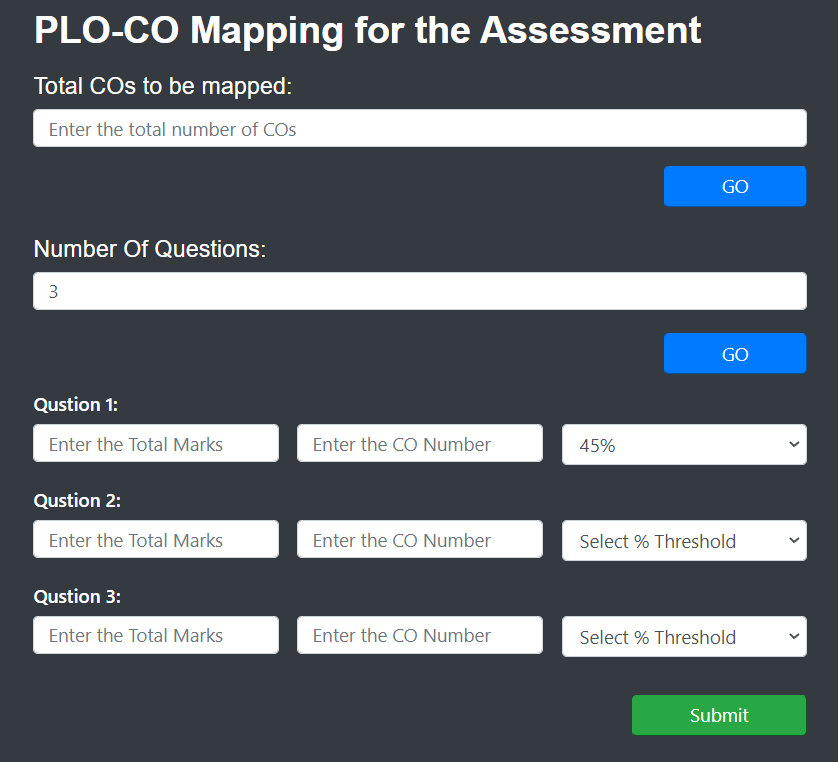 PLO-CO Mapping for the Assessment
Total COs to be mapped:
Enter the total number of COs
GO
Number Of Questions:
3
GO
Qustion 1:
Enter the Total Marks Enter the CO Number 45%
Qustion 2:
Enter the Total Marks Enter the CO Number Select % Threshold
Qustion 3:
Enter the Total Marks Enter the CO Number Select % Threshold
Submit